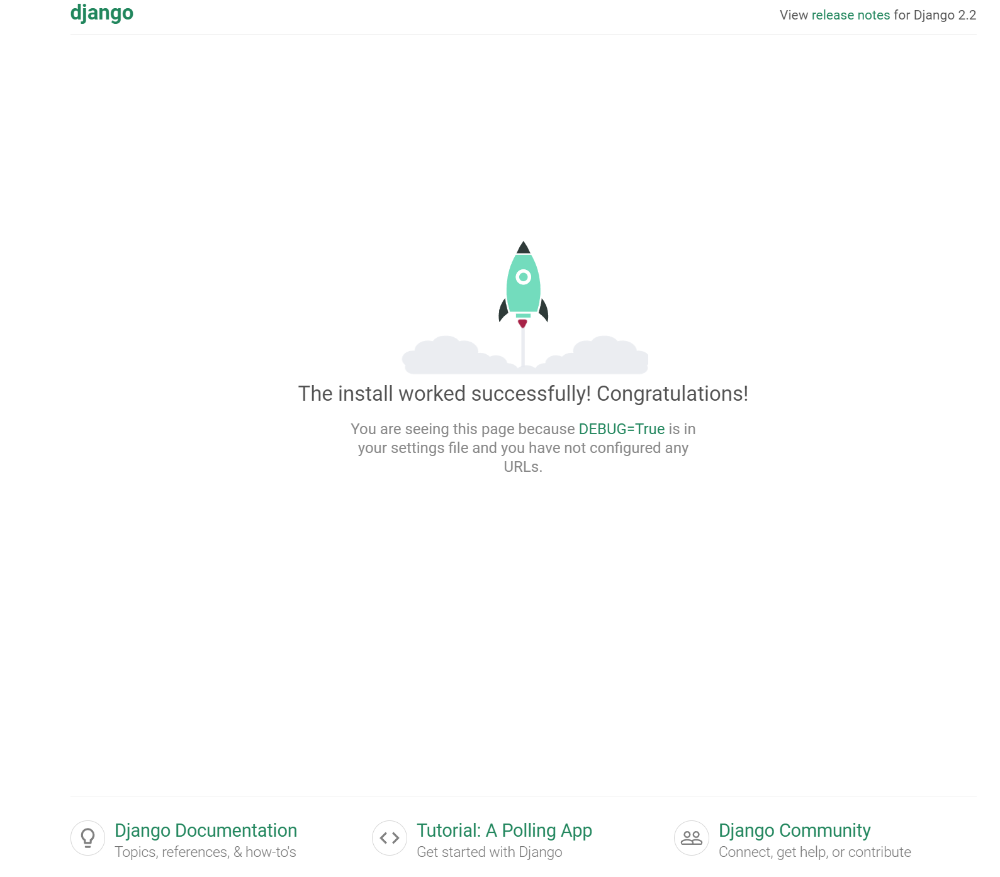 django
View release notes for Django 2.2
The install worked successfully! Congratulations!
You are seeing this page because DEBUG=True is in
your settings file and you have not configured any
URLs.
Django Documentation
Topics, references, & how-to's
Tutorial: A Polling App
Get started with Django
Django Community
Connect, get help, or contribute